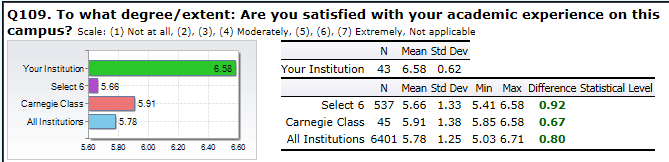 Q109. To what degree/extent: Are you satisfied with your academic experience on this
campus? Scale: (1) Not at all, (2), (3), (4) Moderately, (5), (6), (7) Extremely, Not applicable
Your Institution 6.58
Select 6 5.66
Carnegie Class 5.91
All Institutions 5.78
5.60 5.80 6.00 6.20 6.40 6.60
N Mean Std Dev
Your Institution 43 6.58 0.62
N Mean Std Dev Min Max Difference Statistical Level
Select 6 537 5.66 1.33 5.41 6.58 0.92
Carnegie Class 45 5.91 1.38 5.85 6.58 0.67
All Institutions 6401 5.78 1.25 5.03 6.71 0.80